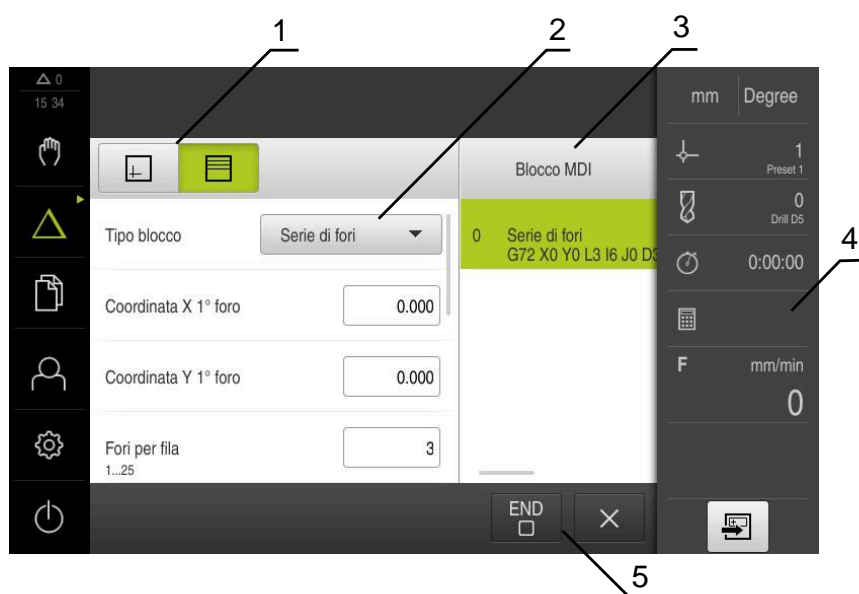 1
2
3
4
5
0
15 34
mm Degree
1
Preset 1
0
Drill D5
0:00:00
F mm/min
0
Blocco MDI
Tipo blocco Serie di fori
0 Serie di fori
G72 X0 Y0 L3 I6 J0 D3
Coordinata X 1° foro 0.000
Coordinata Y 1° foro 0.000
Fori per fila 3
1...25
END